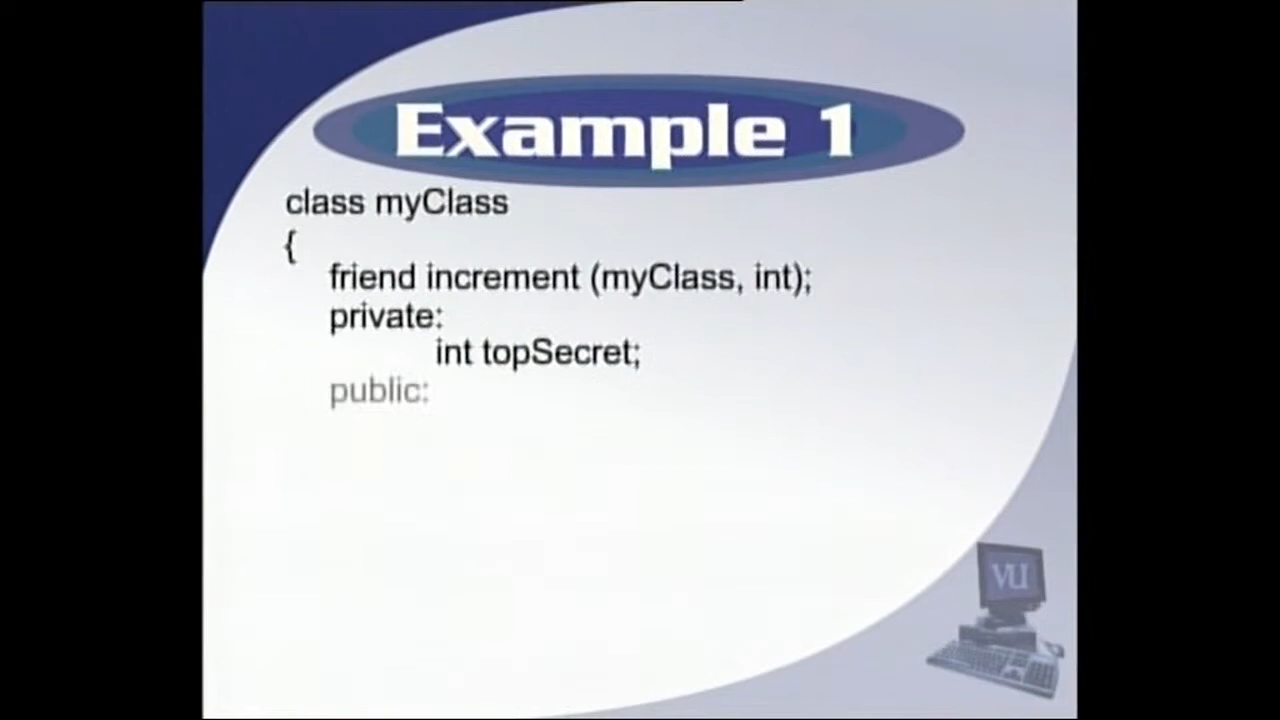 Example 1
class myClass
{
friend increment (myClass, int);
private:
int topSecret;
public:
VU